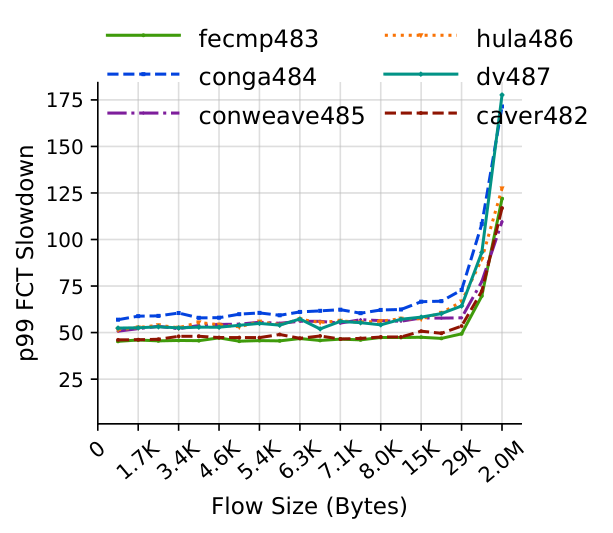 fecmp483 hula486
conga484 dv487
conweave485 caver482
175
150
125
100
75
50
25
p99 FCT Slowdown
0 1.7K 3.4K 4.6K 5.4K 6.3K 7.1K 8.0K 15K 29K 2.0M
Flow Size (Bytes)